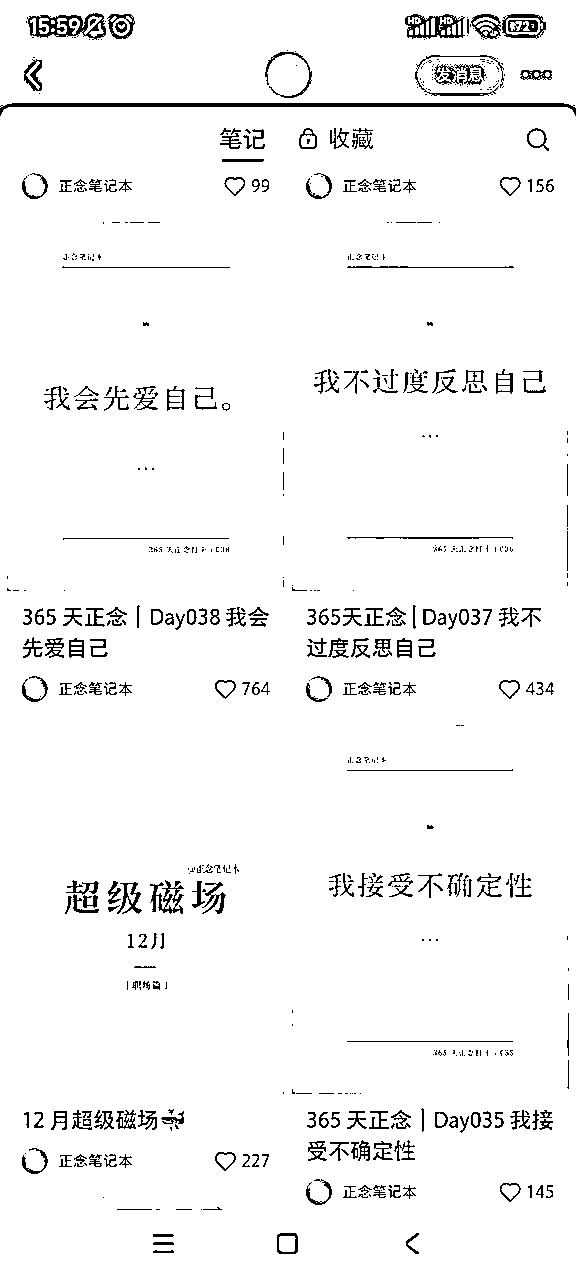 15:59
HD HD 72
发消息
笔记 收藏
正念笔记本 99
正念笔记本 156
正念笔记本
我会先爱自己。
...
365 天正念打卡 | 038
365 天正念｜Day038 我会
先爱自己
正念笔记本 764
正念笔记本
我不过度反思自己
...
365天正念|Day037 我不
过度反思自己
正念笔记本 434
@正念笔记本
超级磁场
12月
「职场篇」
12 月超级磁场
正念笔记本 227
正念笔记本
我接受不确定性
...
365 天正念打卡 | 035
365 天正念｜Day035 我接
受不确定性
正念笔记本 145